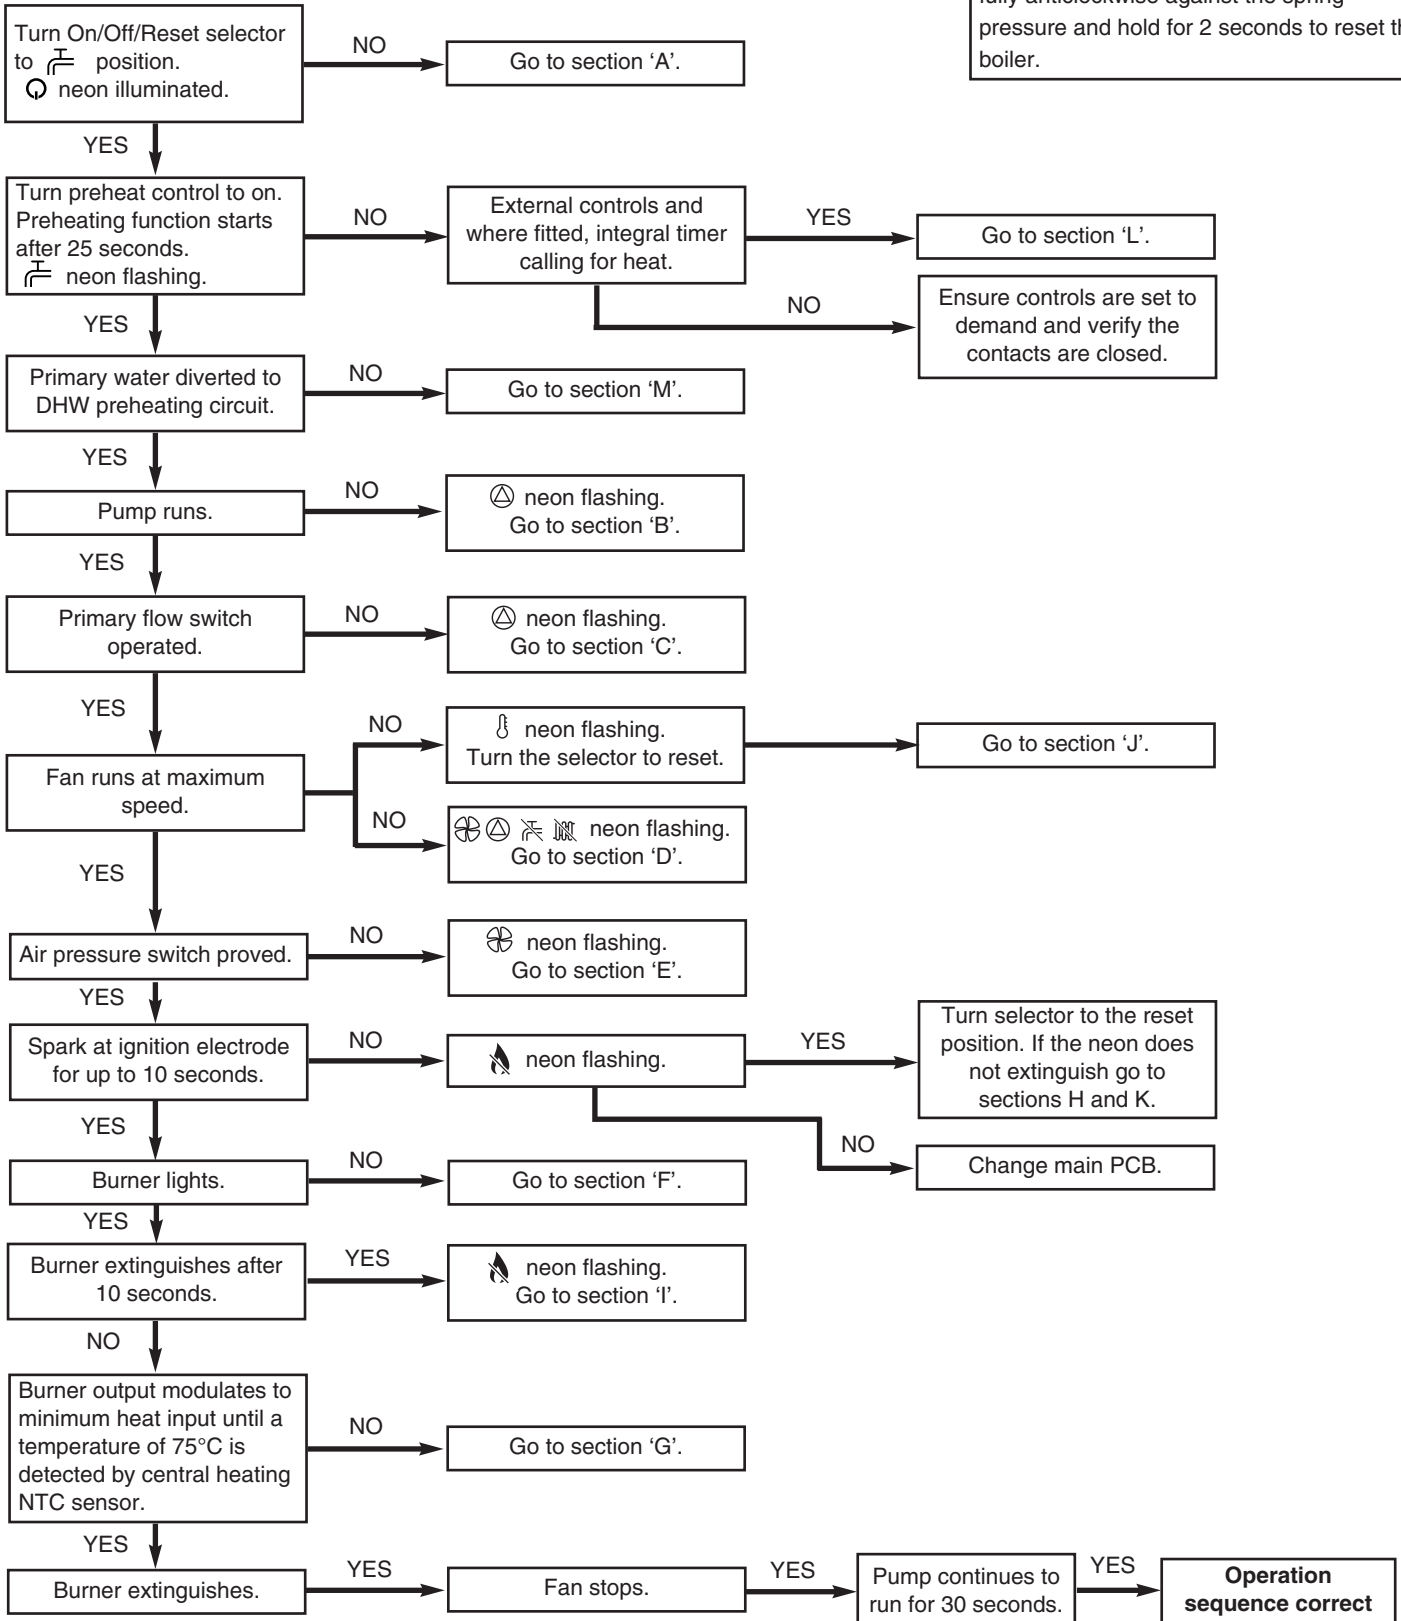 fully anticlockwise against the spring
pressure and hold for 2 seconds to reset
boiler.
Turn On/Off/Reset selector
to position.
neon illuminated.
NO
Go to section ‘A’.
YES
Turn preheat control to on.
Preheating function starts
after 25 seconds.
neon flashing.
NO
External controls and
where fitted, integral timer
calling for heat.
YES
Go to section ‘L’.
NO
Ensure controls are set to
demand and verify the
contacts are closed.
YES
Primary water diverted to
DHW preheating circuit.
NO
Go to section ‘M’.
YES
Pump runs.
NO
neon flashing.
Go to section ‘B’.
YES
Primary flow switch
operated.
NO
neon flashing.
Go to section ‘C’.
YES
Fan runs at maximum
speed.
NO
neon flashing.
Turn the selector to reset.
Go to section ‘J’.
NO
neon flashing.
Go to section ‘D’.
YES
Air pressure switch proved.
NO
neon flashing.
Go to section ‘E’.
YES
Spark at ignition electrode
for up to 10 seconds.
NO
neon flashing.
YES
Turn selector to the reset
position. If the neon does
not extinguish go to
sections H and K.
NO
Change main PCB.
YES
Burner lights.
NO
Go to section ‘F’.
YES
Burner extinguishes after
10 seconds.
YES
neon flashing.
Go to section ‘I’.
NO
Burner output modulates to
minimum heat input until a
temperature of 75°C is
detected by central heating
NTC sensor.
NO
Go to section ‘G’.
YES
Burner extinguishes.
YES
Fan stops.
YES
Pump continues to
run for 30 seconds.
YES
Operation
sequence correct